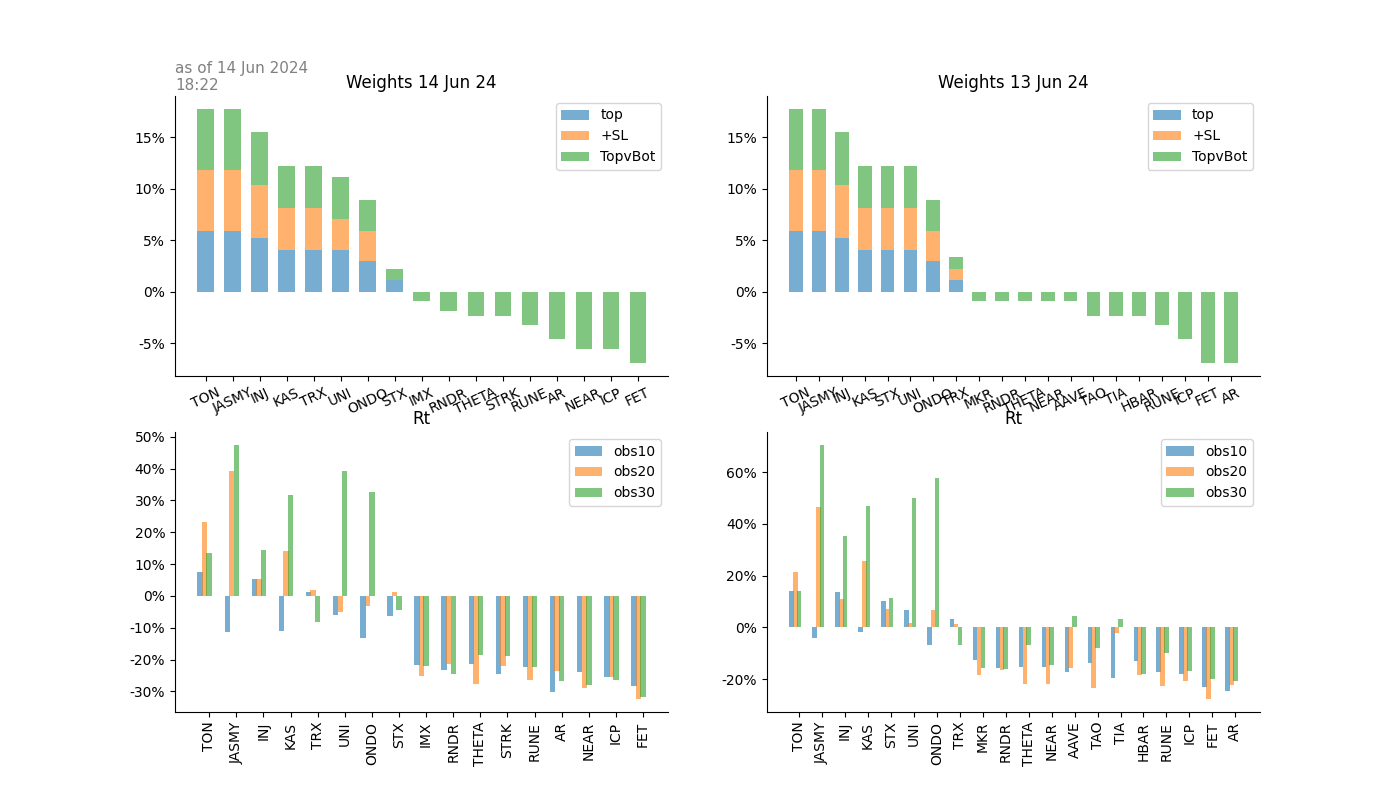 as of 14 Jun 2024
18:22
Weights 14 Jun 24
15%
10%
5%
0%
-5%
top
+SL
TopvBot
TON JASMY INJ KAS TRX UNI ONDO STX IMX RNDR THETA STRK RUNE AR NEAR ICP FET
Weights 13 Jun 24
15%
10%
5%
0%
-5%
top
+SL
TopvBot
TON JASMY INJ KAS STX UNI ONDO TRX MKR RNDR THETA NEAR AAVE TAO TIA HBAR RUNE ICP FET AR
Rt
50%
40%
30%
20%
10%
0%
-10%
-20%
-30%
obs10
obs20
obs30
TON JASMY INJ KAS TRX UNI ONDO STX IMX RNDR THETA STRK RUNE AR NEAR ICP FET
Rt
60%
40%
20%
0%
-20%
obs10
obs20
obs30
TON JASMY INJ KAS STX UNI ONDO TRX MKR RNDR THETA NEAR AAVE TAO TIA HBAR RUNE ICP FET AR